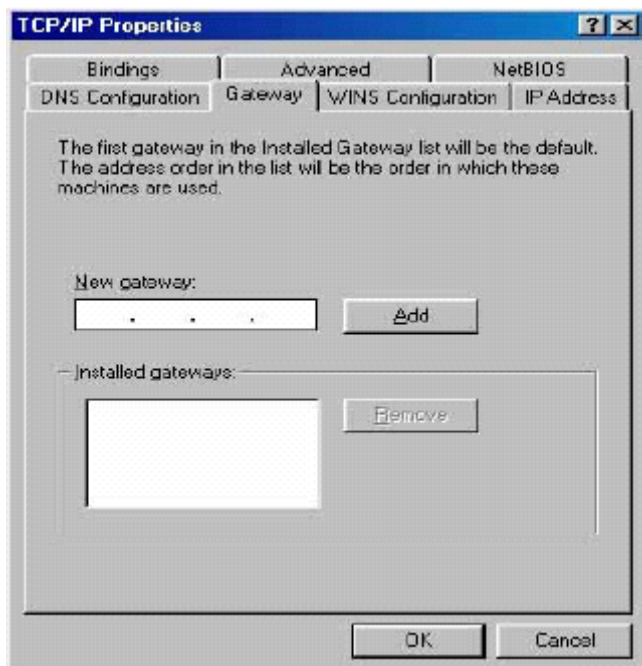 TCP/IP Properties
? ×
Bindings Advanced NetBIOS
DNS Configuration Gateway WINS Configuration IP Address
The first gateway in the Installed Gateway list will be the default.
The address order in the list will be the order in which these
machines are used.
New gateway:
. . .
Add
Installed gateways:
Remove
OK Cancel